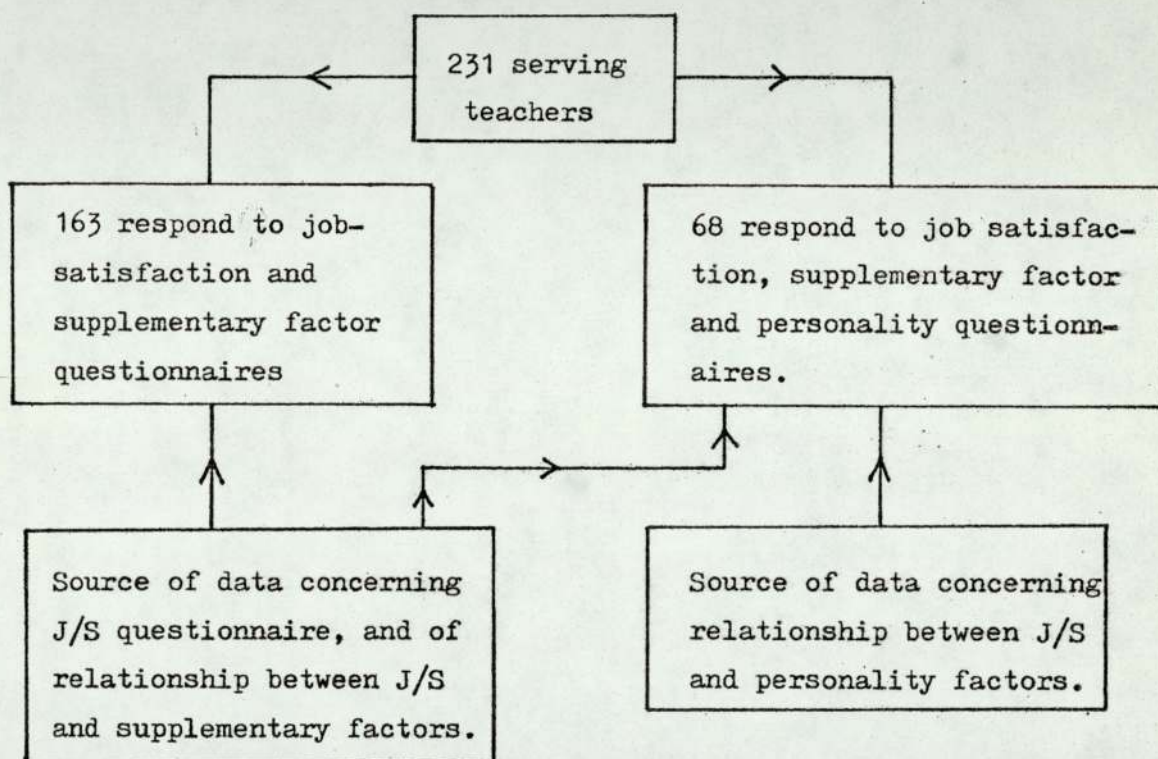 231 serving
teachers
163 respond to job-
satisfaction and
supplementary factor
questionnaires
68 respond to job satisfac-
tion, supplementary factor
and personality questionn-
aires.
Source of data concerning
J/S questionnaire, and of
relationship between J/S
and supplementary factors.
Source of data concerning
relationship between J/S
and personality factors.